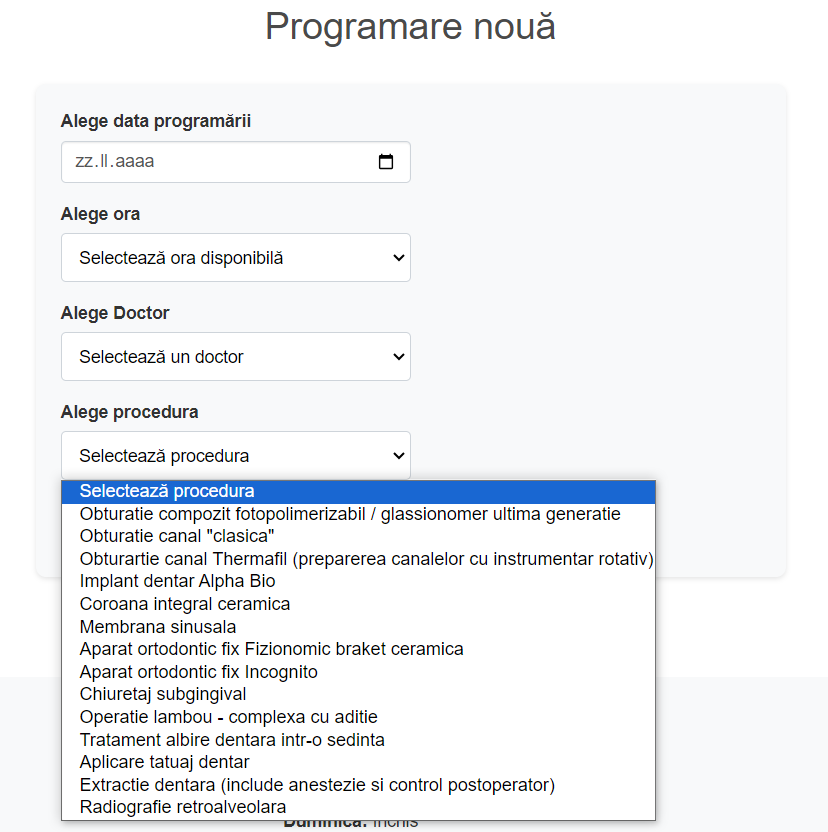 Programare nouă
Alege data programării
zz.ll.aaaa
Alege ora
Selectează ora disponibilă
Alege Doctor
Selectează un doctor
Alege procedura
Selectează procedura
Selectează procedura
Obturatie compozit fotopolimerizabil / glassionomer ultima generatie
Obturatie canal "clasica"
Obturartie canal Thermafil (prepararea canalelor cu instrumentar rotativ)
Implant dentar Alpha Bio
Coroana integral ceramica
Membrana sinusala
Aparat ortodontic fix Fizionomic braket ceramica
Aparat ortodontic fix Incognito
Chiuretaj subgingival
Operatie lambou - complexa cu aditie
Tratament albire dentara intr-o sedinta
Aplicare tatuaj dentar
Extractie dentara (include anestezie si control postoperator)
Radiografie retroalveolara
Duminica: Inchis